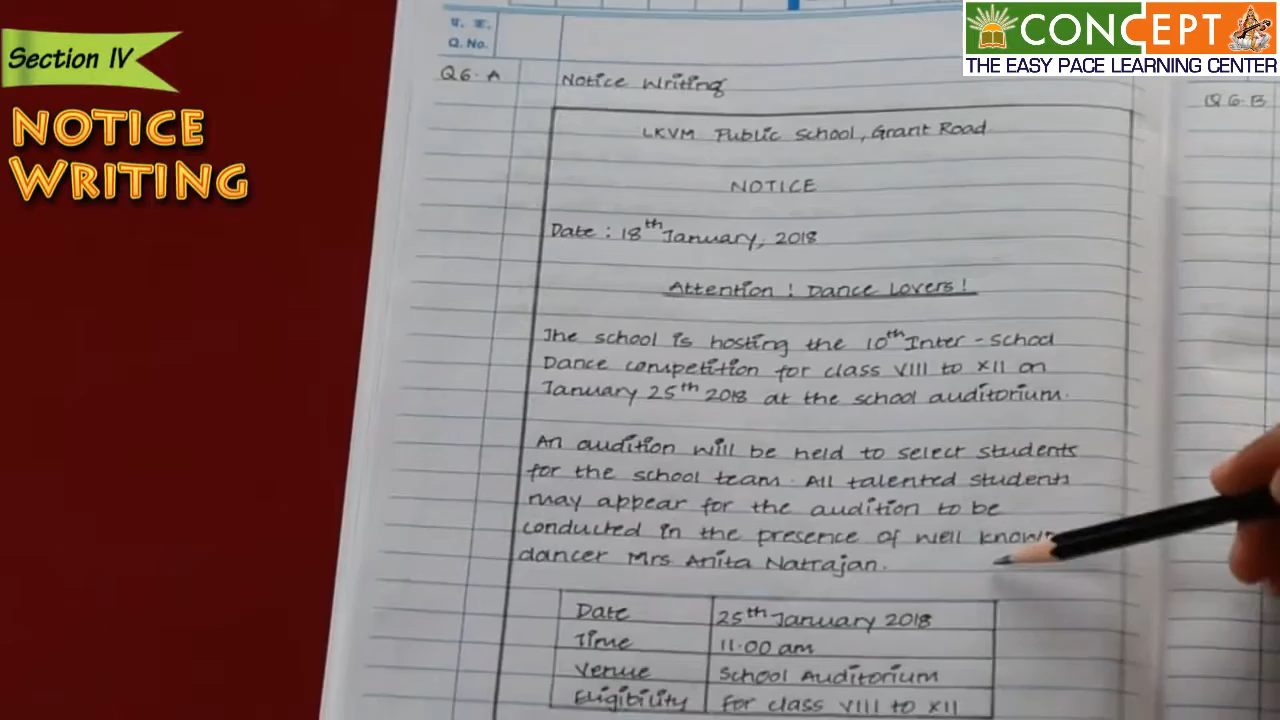 Section IV
NOTICE
WRITING
CONCEPT
THE EASY PACE LEARNING CENTER
प्र. क्र.
Q. No.
Q6. A
Notice Writing
Q6.B
LKVM Public School, Grant Road
NOTICE
Date : 18th January, 2018
Attention ! Dance Lovers !
The school is hosting the 10th Inter - School
Dance competition for class VIII to XII on
January 25th 2018 at the school auditorium.
An audition will be held to select students
for the school team. All talented students
may appear for the audition to be
conducted in the presence of well known
dancer Mrs Anita Natrajan.
Date 25th January 2018
Time 11.00 am
Venue School Auditorium
Eligibility For class VIII to XII